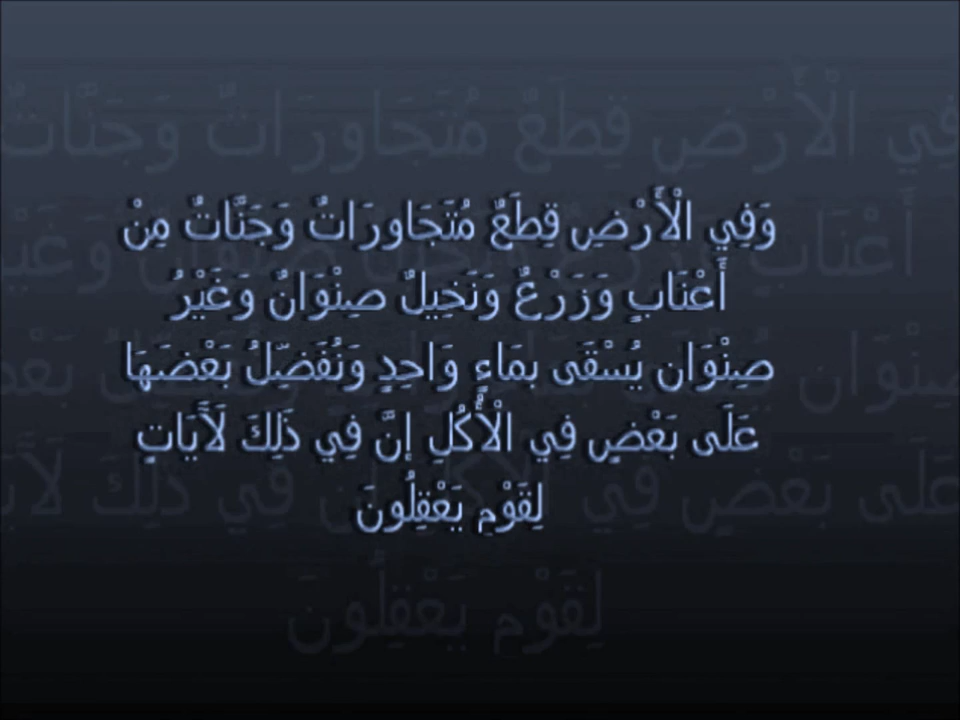 وَفِي الْأَرْضِ قِطَعٌ مُتَجَاوِرَاتٌ وَجَنَّاتٌ مِنْ
أَعْنَابٍ وَزَرْعٌ وَنَخِيلٌ صِنْوَانٌ وَغَيْرُ
صِنْوَانٍ يُسْقَى بِمَاءٍ وَاحِدٍ وَنُفَضِّلُ بَعْضَهَا
عَلَى بَعْضٍ فِي الْأُكُلِ إِنَّ فِي ذَلِكَ لَآَيَاتٍ
لِقَوْمٍ يَعْقِلُونَ